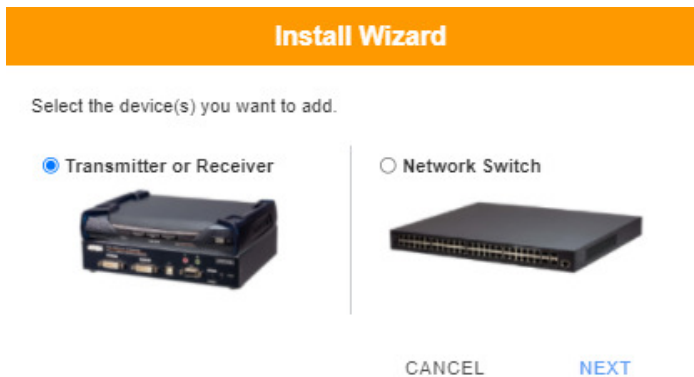 Install Wizard
Select the device(s) you want to add.
Transmitter or Receiver
Network Switch
CANCEL
NEXT